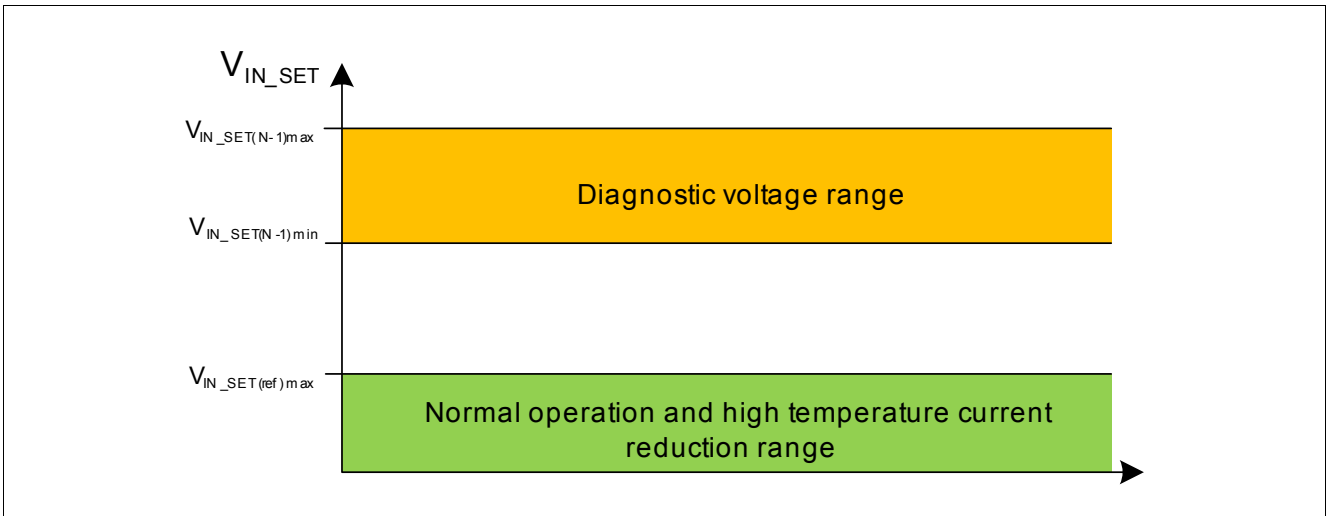 V_IN_SET
V_IN_SET(N-1)max
Diagnostic voltage range
V_IN_SET(N-1)min
V_IN_SET(ref)max
Normal operation and high temperature current
reduction range